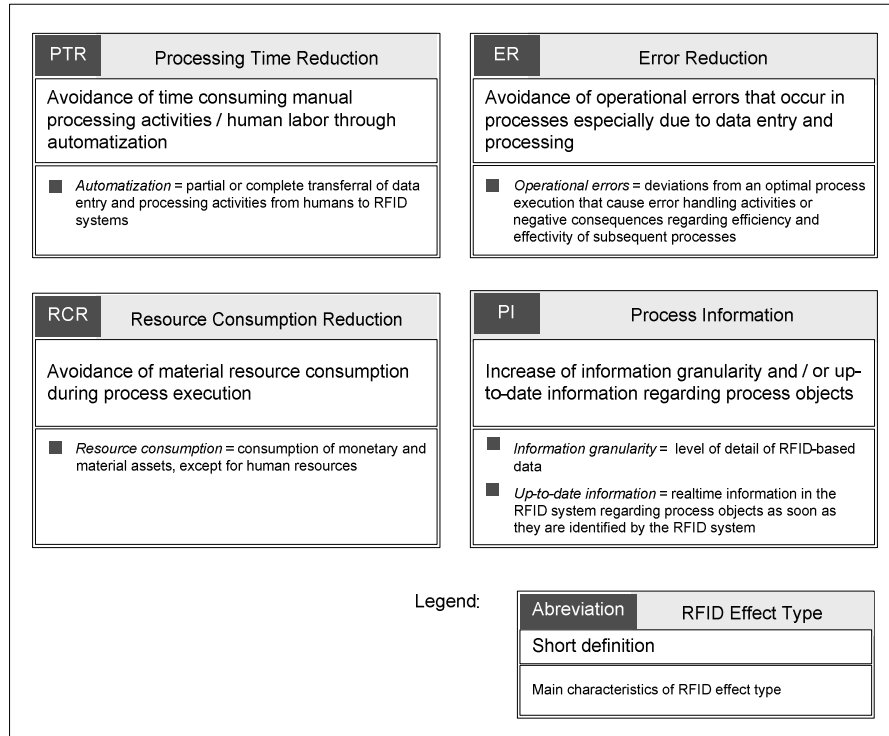 PTR Processing Time Reduction
Avoidance of time consuming manual
processing activities / human labor through
automatization
Automatization = partial or complete transferral of data
entry and processing activities from humans to RFID
systems
ER Error Reduction
Avoidance of operational errors that occur in
processes especially due to data entry and
processing
Operational errors = deviations from an optimal process
execution that cause error handling activities or
negative consequences regarding efficiency and
effectivity of subsequent processes
RCR Resource Consumption Reduction
Avoidance of material resource consumption
during process execution
Resource consumption = consumption of monetary and
material assets, except for human resources
PI Process Information
Increase of information granularity and / or up-
to-date information regarding process objects
Information granularity = level of detail of RFID-based
data
Up-to-date information = realtime information in the
RFID system regarding process objects as soon as
they are identified by the RFID system
Legend:
Abreviation RFID Effect Type
Short definition
Main characteristics of RFID effect type